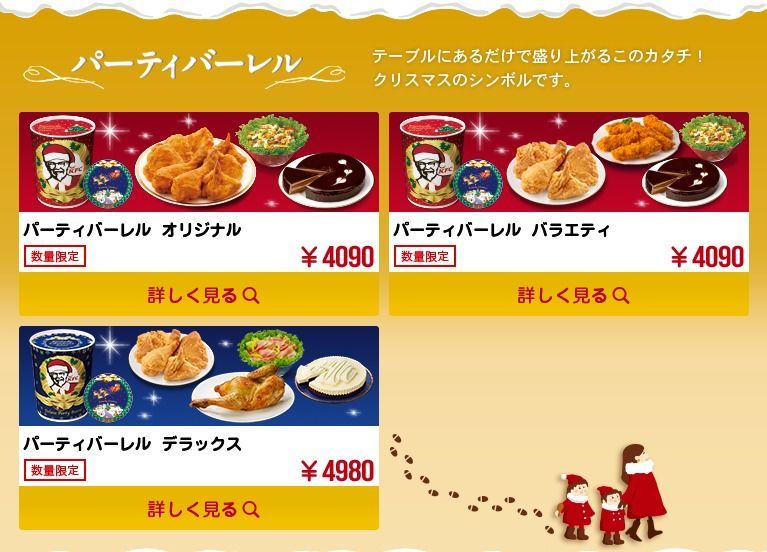 パーティバーレル
テーブルにあるだけで盛り上がるこのカタチ！
クリスマスのシンボルです。
KFC
パーティバーレル オリジナル
数量限定
￥4090
詳しく見る
KFC
パーティバーレル バラエティ
数量限定
￥4090
詳しく見る
KFC
パーティバーレル デラックス
数量限定
￥4980
詳しく見る